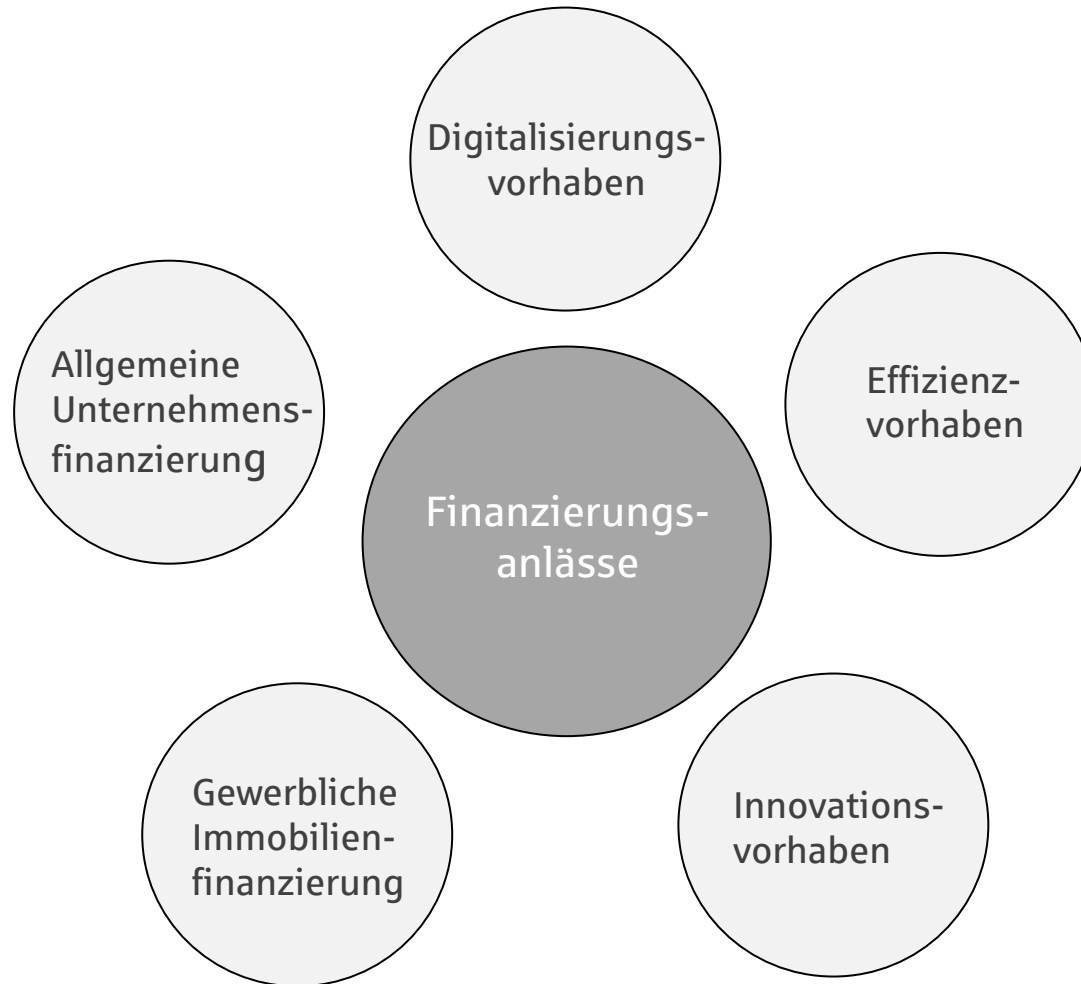 Digitalisierungs-
vorhaben
Allgemeine
Unternehmens-
finanzierung
Effizienz-
vorhaben
Finanzierungs-
anlässe
Gewerbliche
Immobilien-
finanzierung
Innovations-
vorhaben